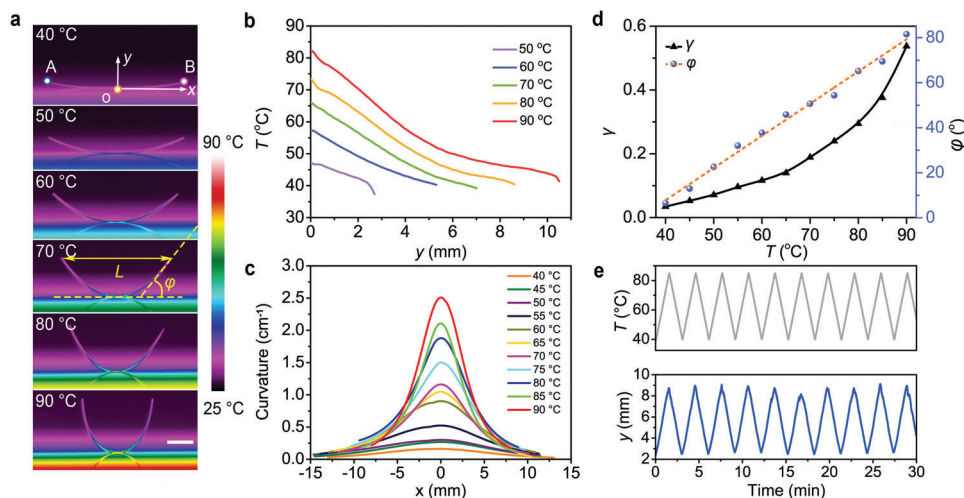 a
40 °C
A
y
B
o
x
50 °C
60 °C
70 °C
L
φ
80 °C
90 °C
90 °C
25 °C
b
T (°C)
90
80
70
60
50
40
30
50 °C
60 °C
70 °C
80 °C
90 °C
0 2 4 6 8 10
y (mm)
c
Curvature (cm⁻¹)
3.0
2.5
2.0
1.5
1.0
0.5
0.0
40 °C
45 °C
50 °C
55 °C
60 °C
65 °C
70 °C
75 °C
80 °C
85 °C
90 °C
-15 -10 -5 0 5 10 15
x (mm)
d
γ
0.6
0.4
0.2
0.0
γ
φ
80
60
40
20
0
φ (°)
40 50 60 70 80 90
T (°C)
e
T (°C)
80
60
40
y (mm)
10
8
6
4
2
0 5 10 15 20 25 30
Time (min)